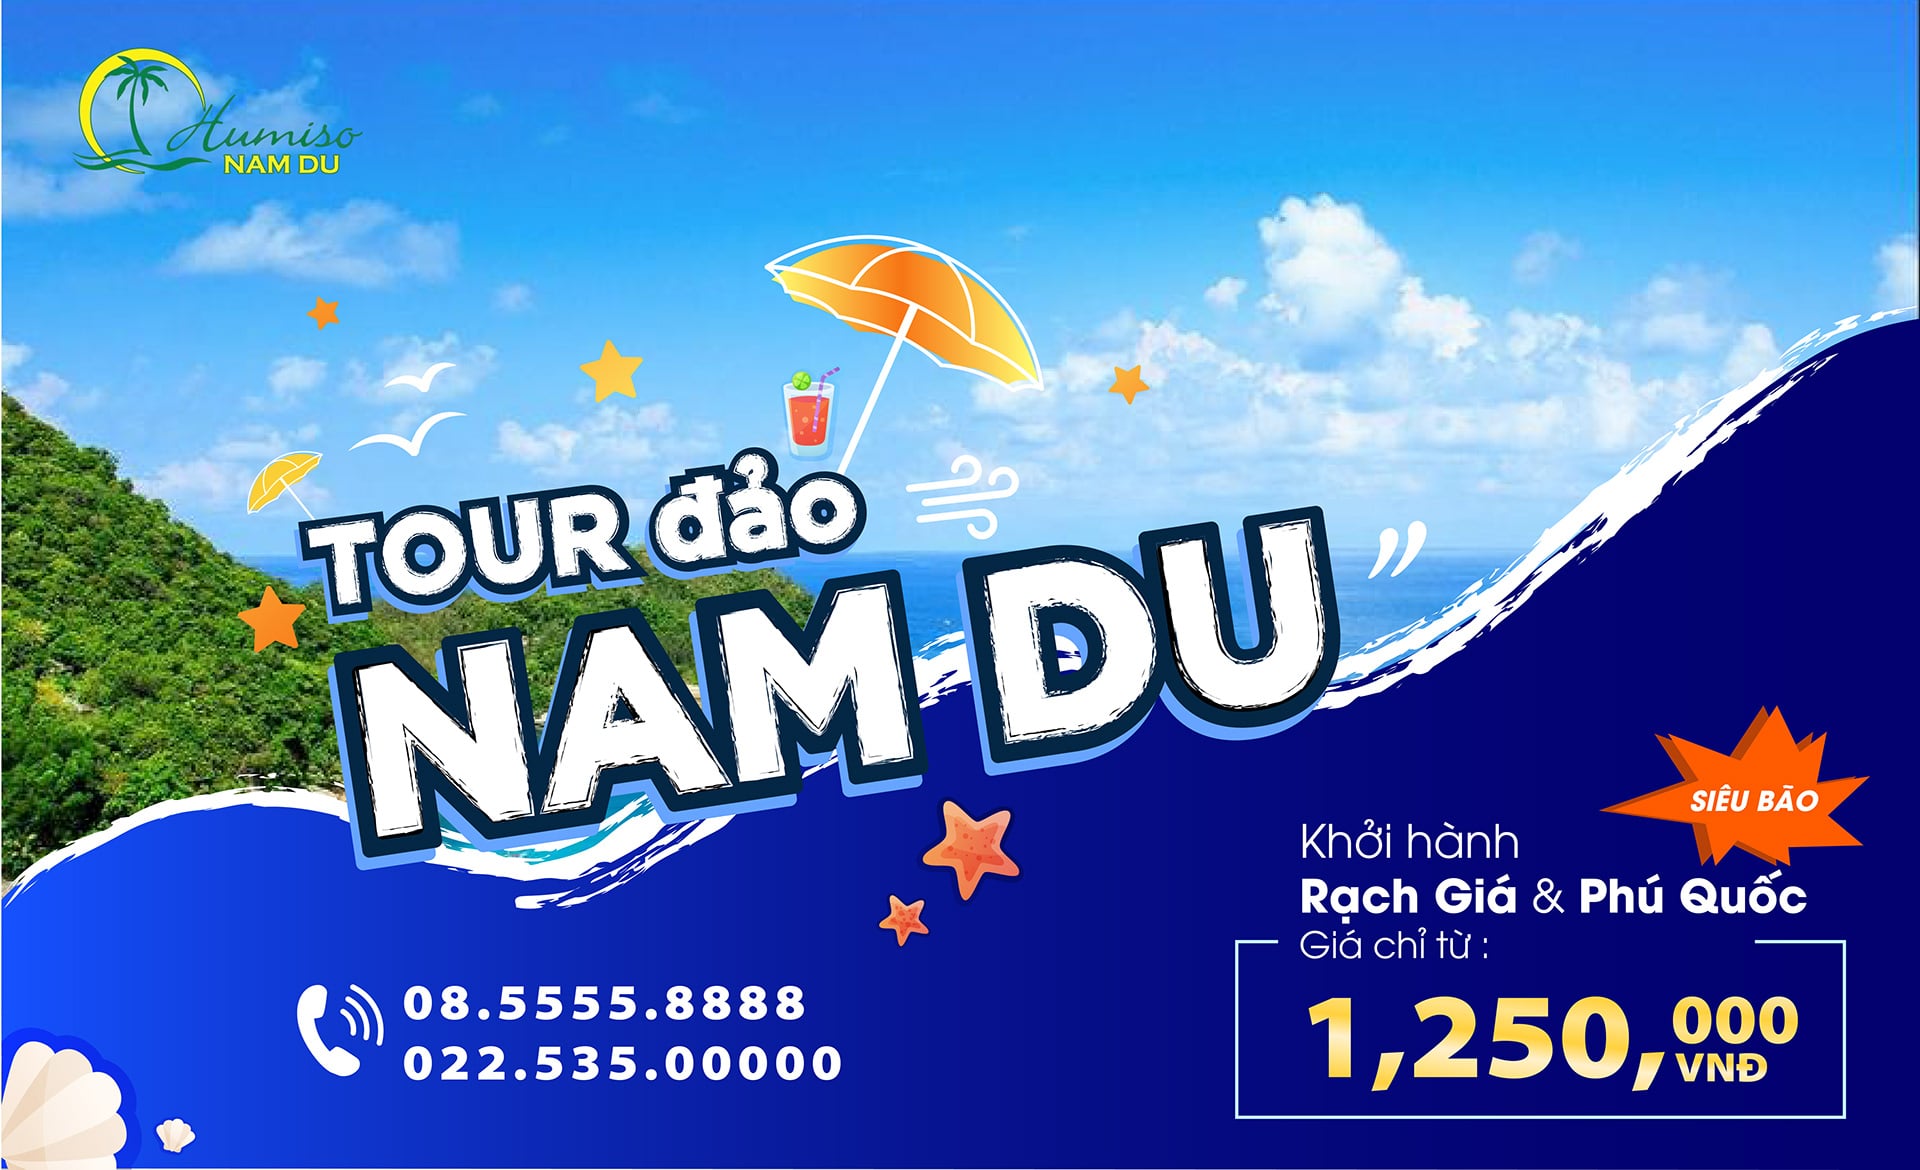 Humiso
NAM DU
TOUR đảo
NAM DU
SIÊU BÃO
Khởi hành
Rạch Giá & Phú Quốc
Giá chỉ từ :
1,250,000
VNĐ
08.5555.8888
022.535.00000